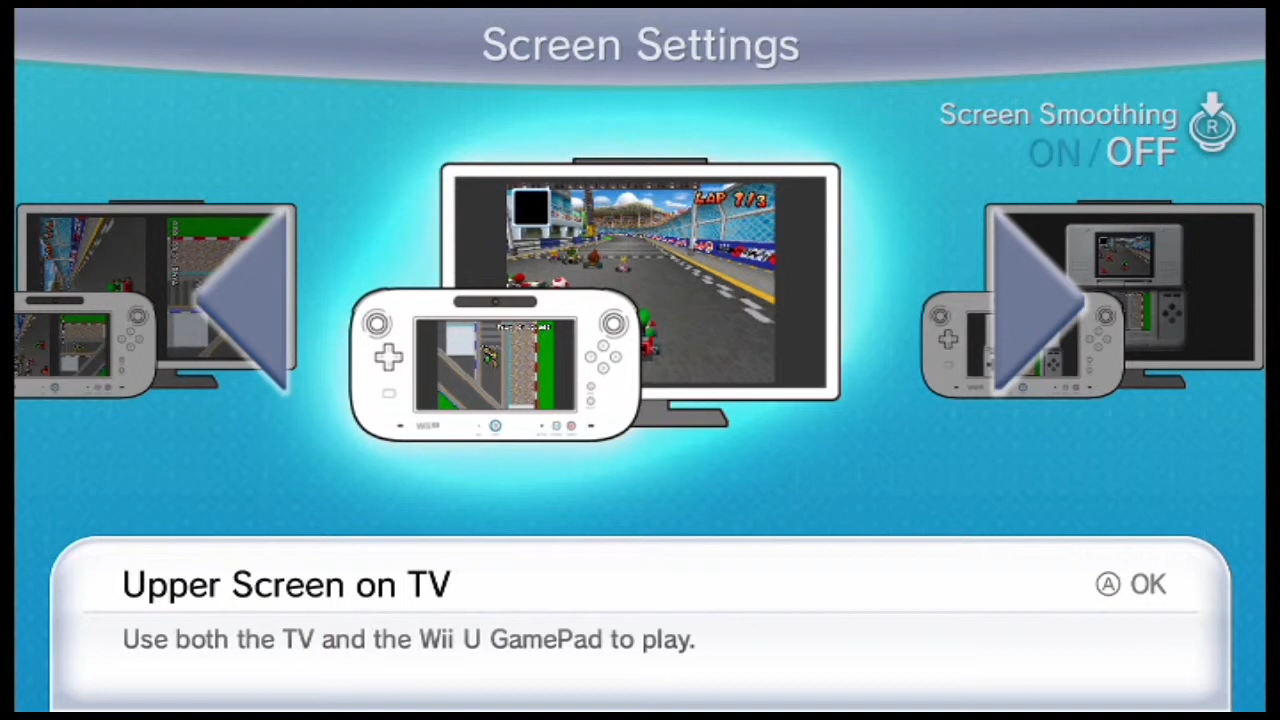 Screen Settings
Screen Smoothing
ON / OFF
R
LAP 1/3
Wii U
Upper Screen on TV
A OK
Use both the TV and the Wii U GamePad to play.